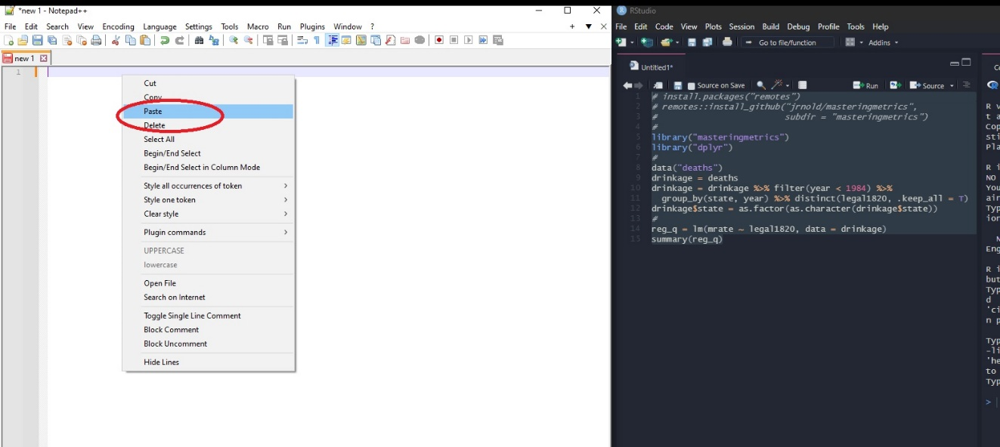 *new 1 - Notepad++
File Edit Search View Encoding Language Settings Tools Macro Run Plugins Window ?
+ ▼ X
new 1
1
Cut
Copy
Paste
Delete
Select All
Begin/End Select
Begin/End Select in Column Mode
Style all occurrences of token
Style one token
Clear style
Plugin commands
UPPERCASE
lowercase
Open File
Search on Internet
Toggle Single Line Comment
Block Comment
Block Uncomment
Hide Lines
RStudio
File Edit Code View Plots Session Build Debug Profile Tools Help
Go to file/function Addins
Untitled1*
Source on Save Run Source
1 # install.packages("remotes")
2 # remotes::install_github("jrnold/masteringmetrics",
3 # subdir = "masteringmetrics")
4 #
5 library("masteringmetrics")
6 library("dplyr")
7 #
8 data("deaths")
9 drinkage = deaths
10 drinkage = drinkage %>% filter(year < 1984) %>%
11 group_by(state, year) %>% distinct(legal1820, .keep_all = T)
12 drinkage$state = as.factor(as.character(drinkage$state))
13 #
14 reg_q = lm(mrate ~ legal1820, data = drinkage)
15 summary(reg_q)
Co
R v
t a
Cop
sti
Pla
R i
NO
You
air
Typ
ion
N
Eng
R i
but
Typ
d
'ci
n p
Typ
-li
'he
to
Typ
>